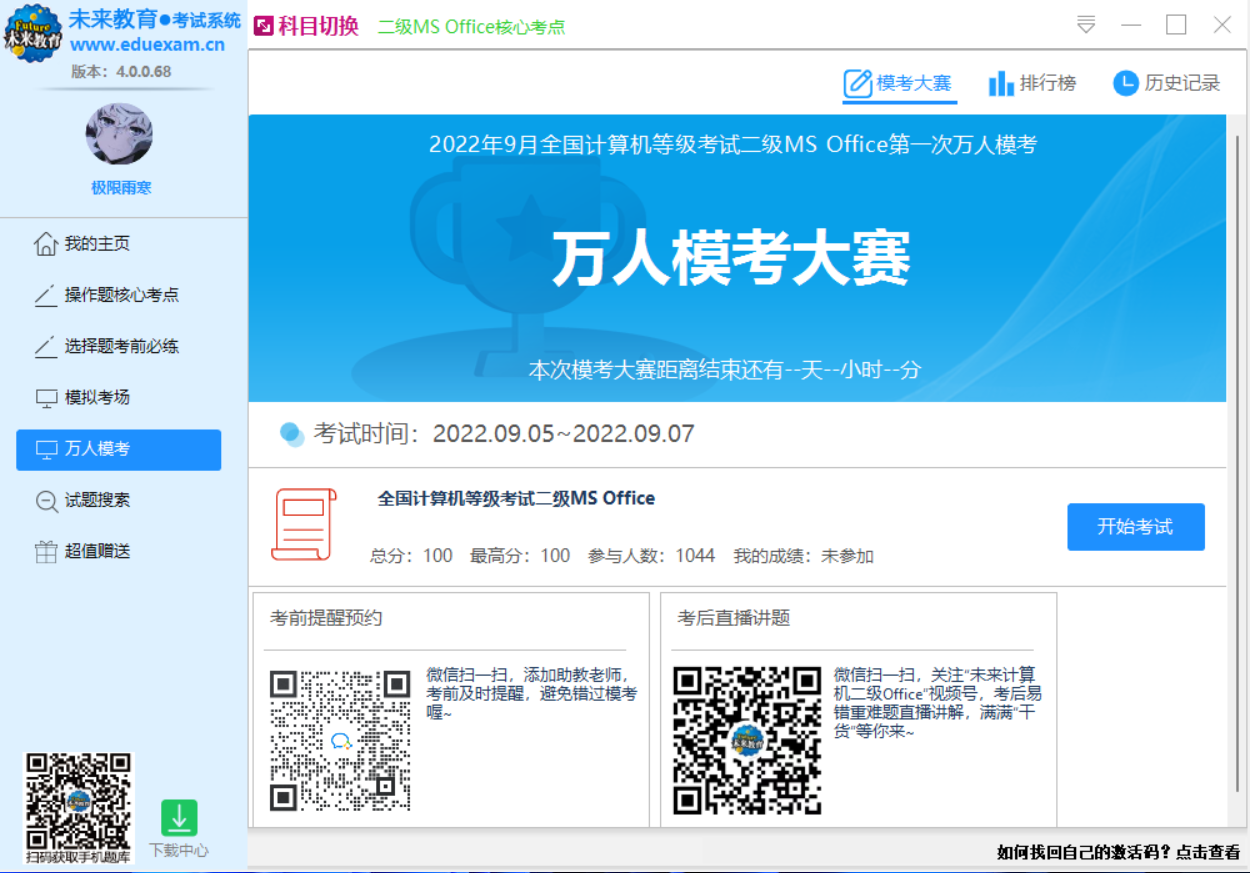 Future
未来教育
未来教育●考试系统
www.eduexam.cn
版本：4.0.0.68
极限雨寒
我的主页
操作题核心考点
选择题考前必练
模拟考场
万人模考
试题搜索
超值赠送
扫码获取手机题库
下载中心
科目切换 二级MS Office核心考点
模考大赛 排行榜 历史记录
2022年9月全国计算机等级考试二级MS Office第一次万人模考
万人模考大赛
本次模考大赛距离结束还有--天--小时--分
考试时间：2022.09.05~2022.09.07
全国计算机等级考试二级MS Office
总分：100 最高分：100 参与人数：1044 我的成绩：未参加
开始考试
考前提醒预约
微信扫一扫，添加助教老师，
考前及时提醒，避免错过模考
喔~
考后直播讲题
微信扫一扫，关注“未来计算
机二级Office”视频号，考后易
错重难题直播讲解，满满“干
货”等你来~
未来教育
如何找回自己的激活码？点击查看